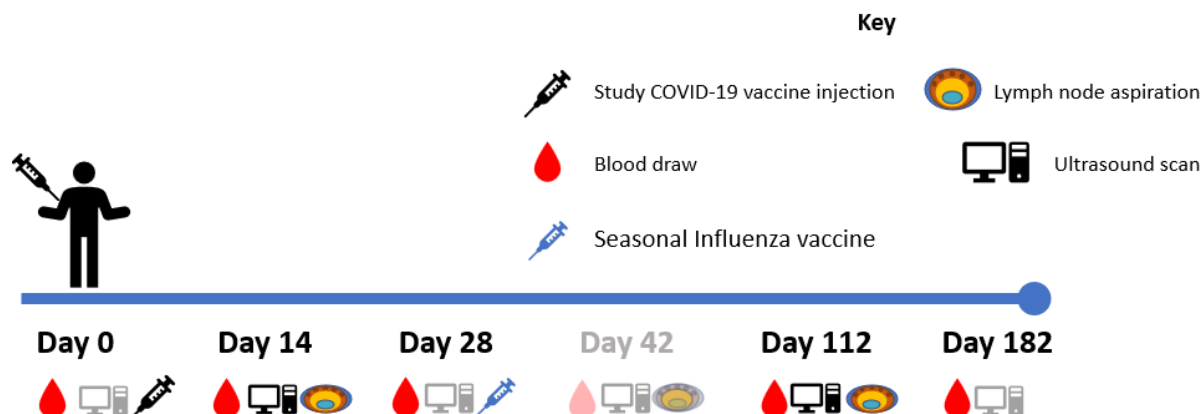 Key
Study COVID-19 vaccine injection
Lymph node aspiration
Blood draw
Ultrasound scan
Seasonal Influenza vaccine
Day 0
Day 14
Day 28
Day 42
Day 112
Day 182